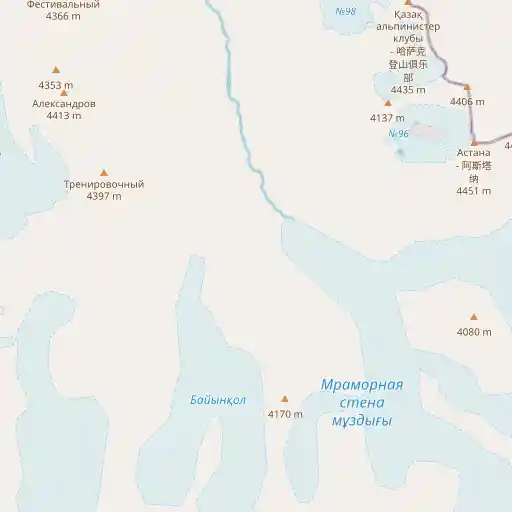 Фестивальный
4366 m
№98
Қазақ
альпинистер
клубы
- 哈萨克
登山俱乐
部
4435 m
4353 m
Александров
4413 m
4406 m
4137 m
№96
Астана
- 阿斯塔
纳
4451 m
Тренировочный
4397 m
4080 m
Байынқол
4170 m
Мраморная
стена
мұздығы